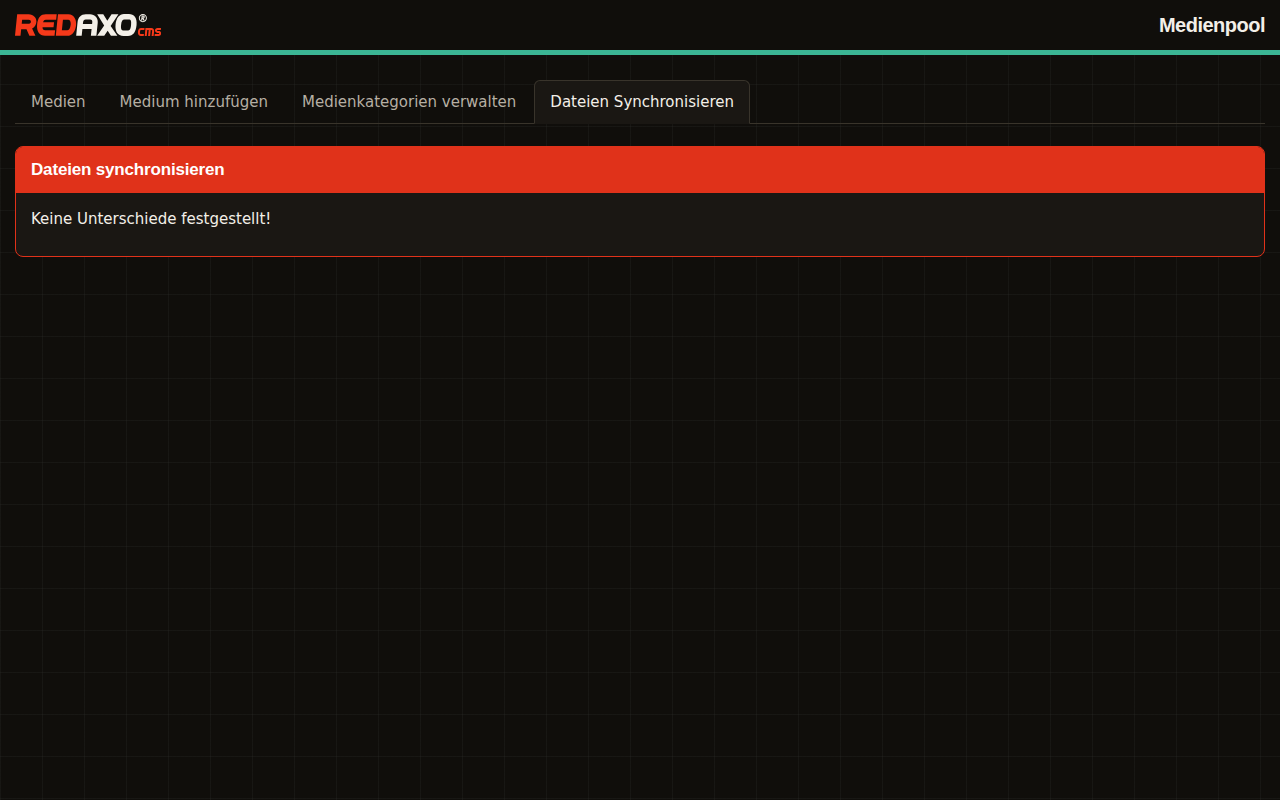 REDAXO® cms
Medienpool
Medien
Medium hinzufügen
Medienkategorien verwalten
Dateien Synchronisieren
Dateien synchronisieren
Keine Unterschiede festgestellt!